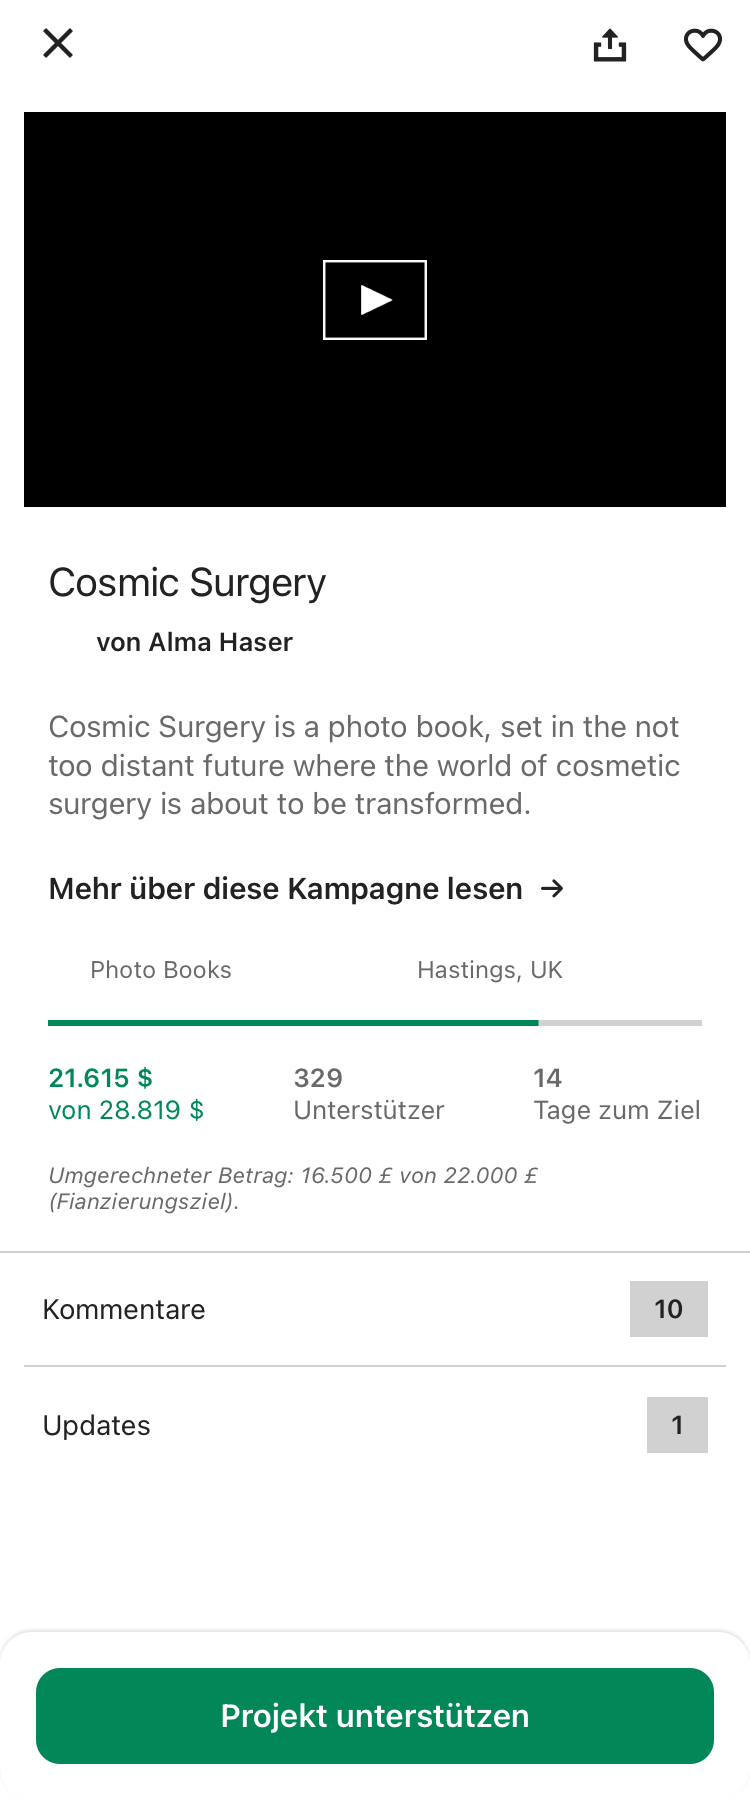 Cosmic Surgery
von Alma Haser
Cosmic Surgery is a photo book, set in the not
too distant future where the world of cosmetic
surgery is about to be transformed.
Mehr über diese Kampagne lesen →
Photo Books
Hastings, UK
21.615 $
von 28.819 $
329
Unterstützer
14
Tage zum Ziel
Umgerechneter Betrag: 16.500 £ von 22.000 £
(Fianzierungsziel).
Kommentare
10
Updates
1
Projekt unterstützen